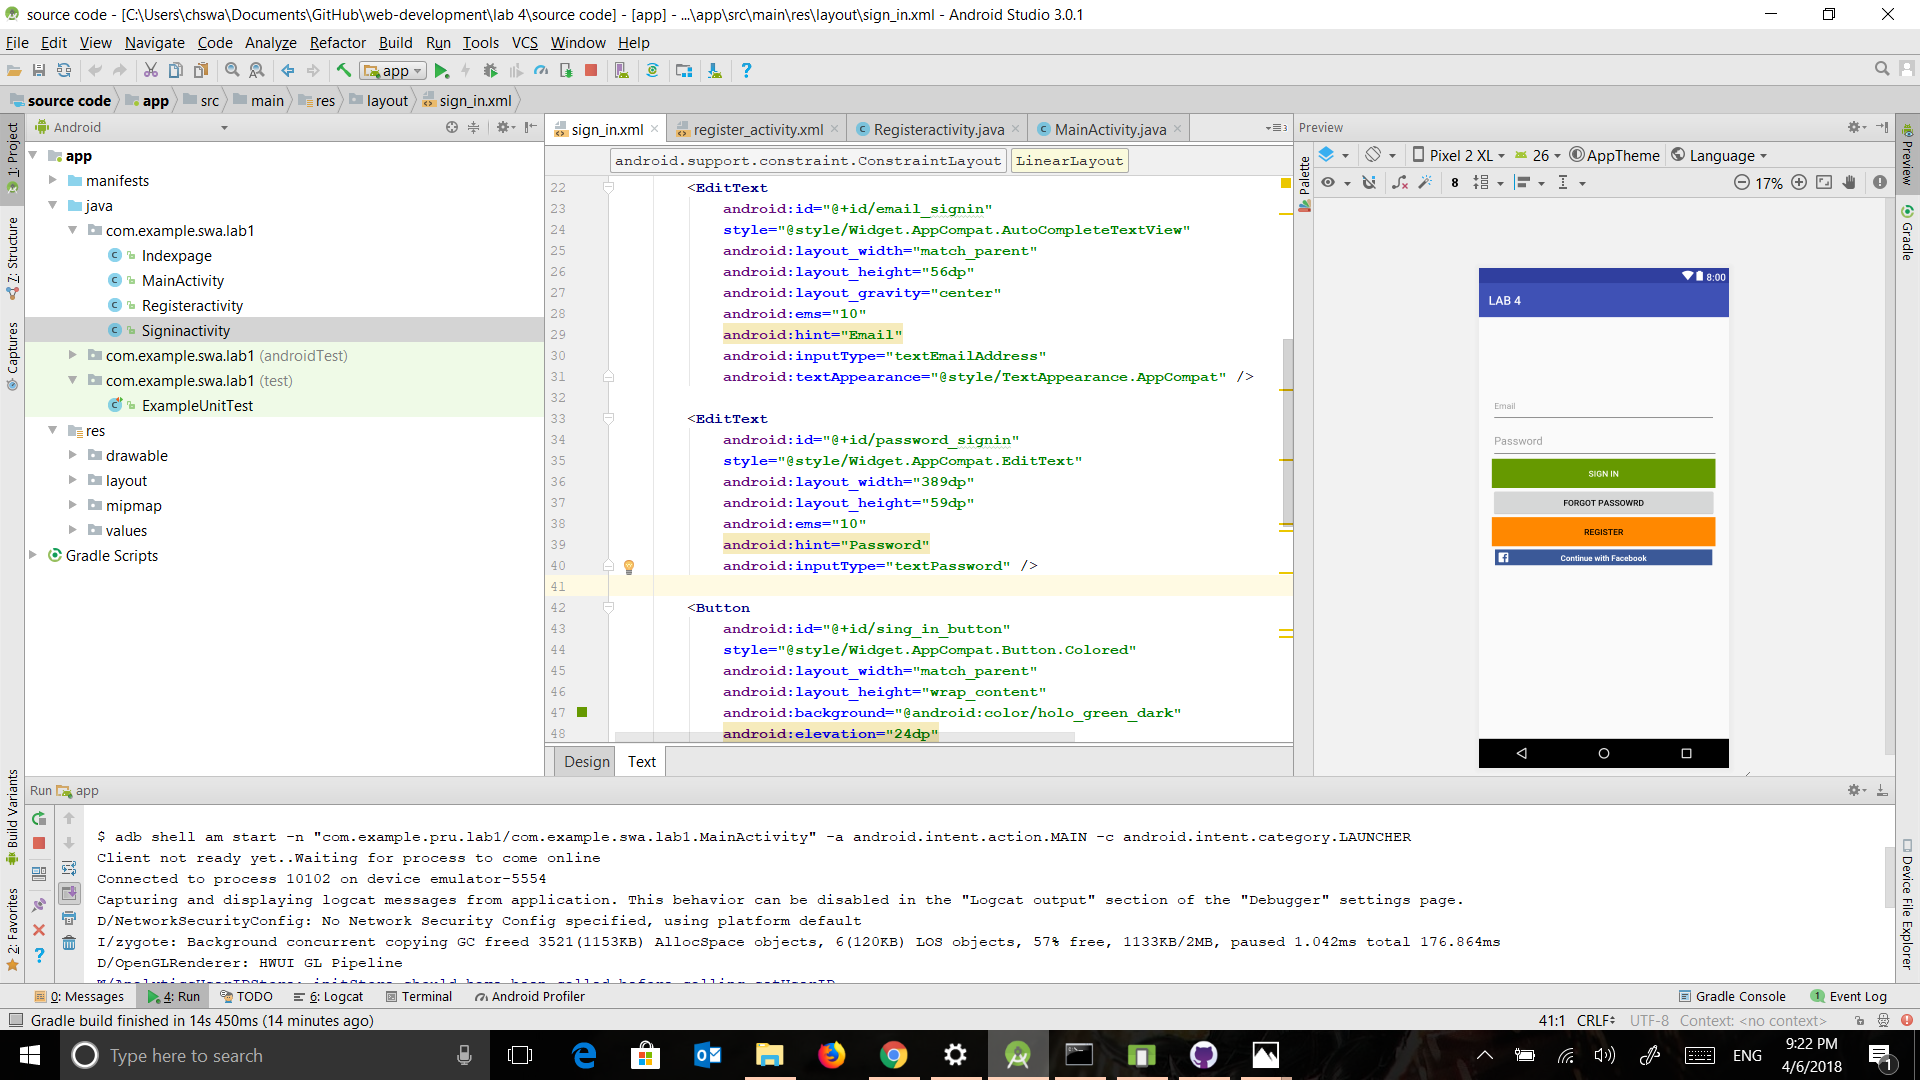 source code - [C:\Users\chswa\Documents\GitHub\web-development\lab 4\source code] - [app] - ...\app\src\main\res\layout\sign_in.xml - Android Studio 3.0.1
File Edit View Navigate Code Analyze Refactor Build Run Tools VCS Window Help
app
source code app src main res layout sign_in.xml
1: Project
7: Structure
Captures
Build Variants
2: Favorites
Android
app
manifests
java
com.example.swa.lab1
Indexpage
MainActivity
Registeractivity
Signinactivity
com.example.swa.lab1 (androidTest)
com.example.swa.lab1 (test)
ExampleUnitTest
res
drawable
layout
mipmap
values
Gradle Scripts
sign_in.xml register_activity.xml Registeractivity.java MainActivity.java
android.support.constraint.ConstraintLayout LinearLayout
22 <EditText
23 android:id="@+id/email_signin"
24 style="@style/Widget.AppCompat.AutoCompleteTextView"
25 android:layout_width="match_parent"
26 android:layout_height="56dp"
27 android:layout_gravity="center"
28 android:ems="10"
29 android:hint="Email"
30 android:inputType="textEmailAddress"
31 android:textAppearance="@style/TextAppearance.AppCompat" />
32
33 <EditText
34 android:id="@+id/password_signin"
35 style="@style/Widget.AppCompat.EditText"
36 android:layout_width="389dp"
37 android:layout_height="59dp"
38 android:ems="10"
39 android:hint="Password"
40 android:inputType="textPassword" />
41
42 <Button
43 android:id="@+id/sing_in_button"
44 style="@style/Widget.AppCompat.Button.Colored"
45 android:layout_width="match_parent"
46 android:layout_height="wrap_content"
47 android:background="@android:color/holo_green_dark"
48 android:elevation="24dp"
Design Text
Preview
Palette
Pixel 2 XL 26 AppTheme Language
8 17%
8:00
LAB 4
Email
Password
SIGN IN
FORGOT PASSOWRD
REGISTER
Continue with Facebook
Preview
Gradle
Device File Explorer
Run app
$ adb shell am start -n "com.example.pru.lab1/com.example.swa.lab1.MainActivity" -a android.intent.action.MAIN -c android.intent.category.LAUNCHER
Client not ready yet..Waiting for process to come online
Connected to process 10102 on device emulator-5554
Capturing and displaying logcat messages from application. This behavior can be disabled in the "Logcat output" section of the "Debugger" settings page.
D/NetworkSecurityConfig: No Network Security Config specified, using platform default
I/zygote: Background concurrent copying GC freed 3521(1153KB) AllocSpace objects, 6(120KB) LOS objects, 57% free, 1133KB/2MB, paused 1.042ms total 176.864ms
D/OpenGLRenderer: HWUI GL Pipeline
W/AnalyticsUserIDStore: initStore should have been called before calling setUserID
0: Messages 4: Run TODO 6: Logcat Terminal Android Profiler Gradle Console 1 Event Log
Gradle build finished in 14s 450ms (14 minutes ago) 41:1 CRLF UTF-8 Context: <no context>
Type here to search
ENG
9:22 PM
4/6/2018
1